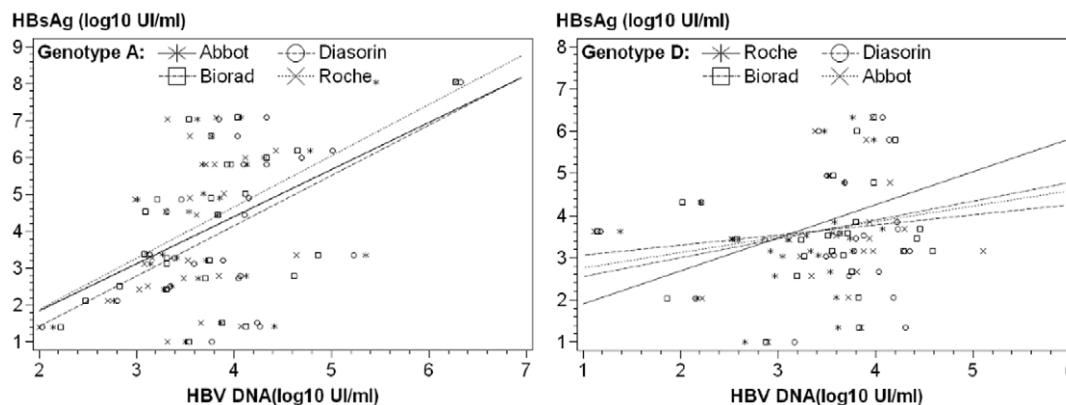 HBsAg (log10 UI/ml)
9
8
7
6
5
4
3
2
1
Genotype A:
Abbot
Diasorin
Biorad
Roche
2
3
4
5
6
7
HBV DNA(log10 UI/ml)
HBsAg (log10 UI/ml)
8
7
6
5
4
3
2
1
Genotype D:
Roche
Diasorin
Biorad
Abbot
1
2
3
4
5
HBV DNA(log10 UI/ml)